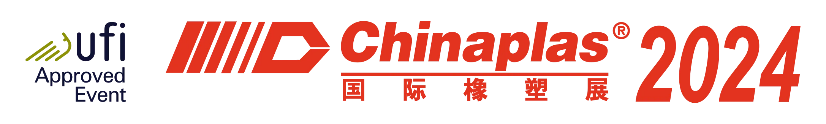 ufi
Approved
Event
Chinaplas® 2024
国际橡塑展